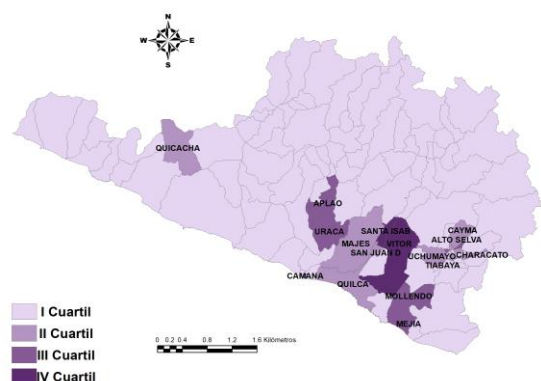 N
W E
S
QUICACHA
APLAO
URACA
SANTA ISAB
CAYMA
MAJES
VITOR
ALTO SELVA
SAN JUAN D
UCHUMAYO
CHARACATO
TIABAYA
CAMANA
QUILCA
MOLLENDO
MEJIA
I Cuartil
II Cuartil
III Cuartil
IV Cuartil
0 0.2 0.4 0.8 1.2 1.6 Kilómetros